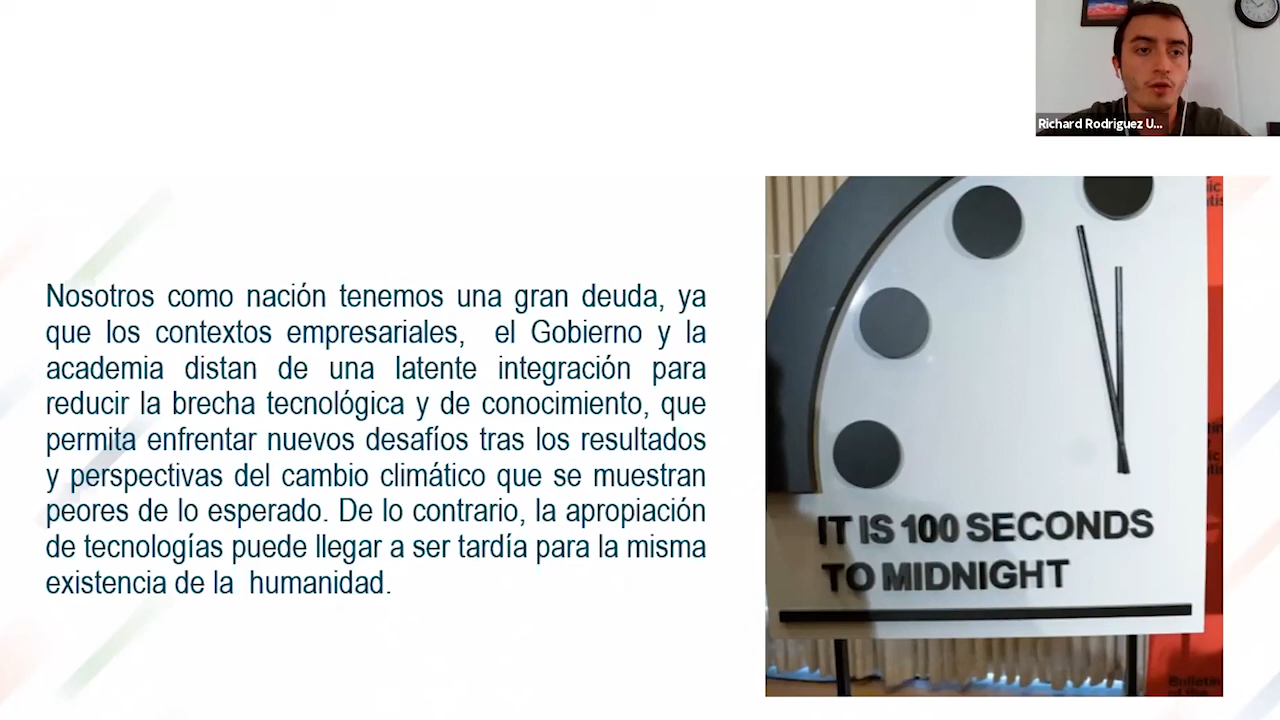 Richard Rodriguez U...
Nosotros como nación tenemos una gran deuda, ya
que los contextos empresariales, el Gobierno y la
academia distan de una latente integración para
reducir la brecha tecnológica y de conocimiento, que
permita enfrentar nuevos desafíos tras los resultados
y perspectivas del cambio climático que se muestran
peores de lo esperado. De lo contrario, la apropiación
de tecnologías puede llegar a ser tardía para la misma
existencia de la humanidad.
IT IS 100 SECONDS
TO MIDNIGHT
Bulletin
of the